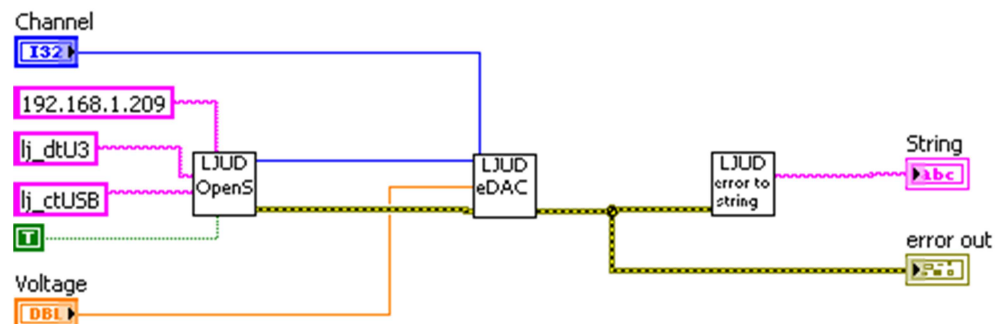 Channel
I32
192.168.1.209
lj_dtU3
lj_ctUSB
T
Voltage
DBL
LJUD
OpenS
LJUD
eDAC
LJUD
error to
string
String
abc
error out